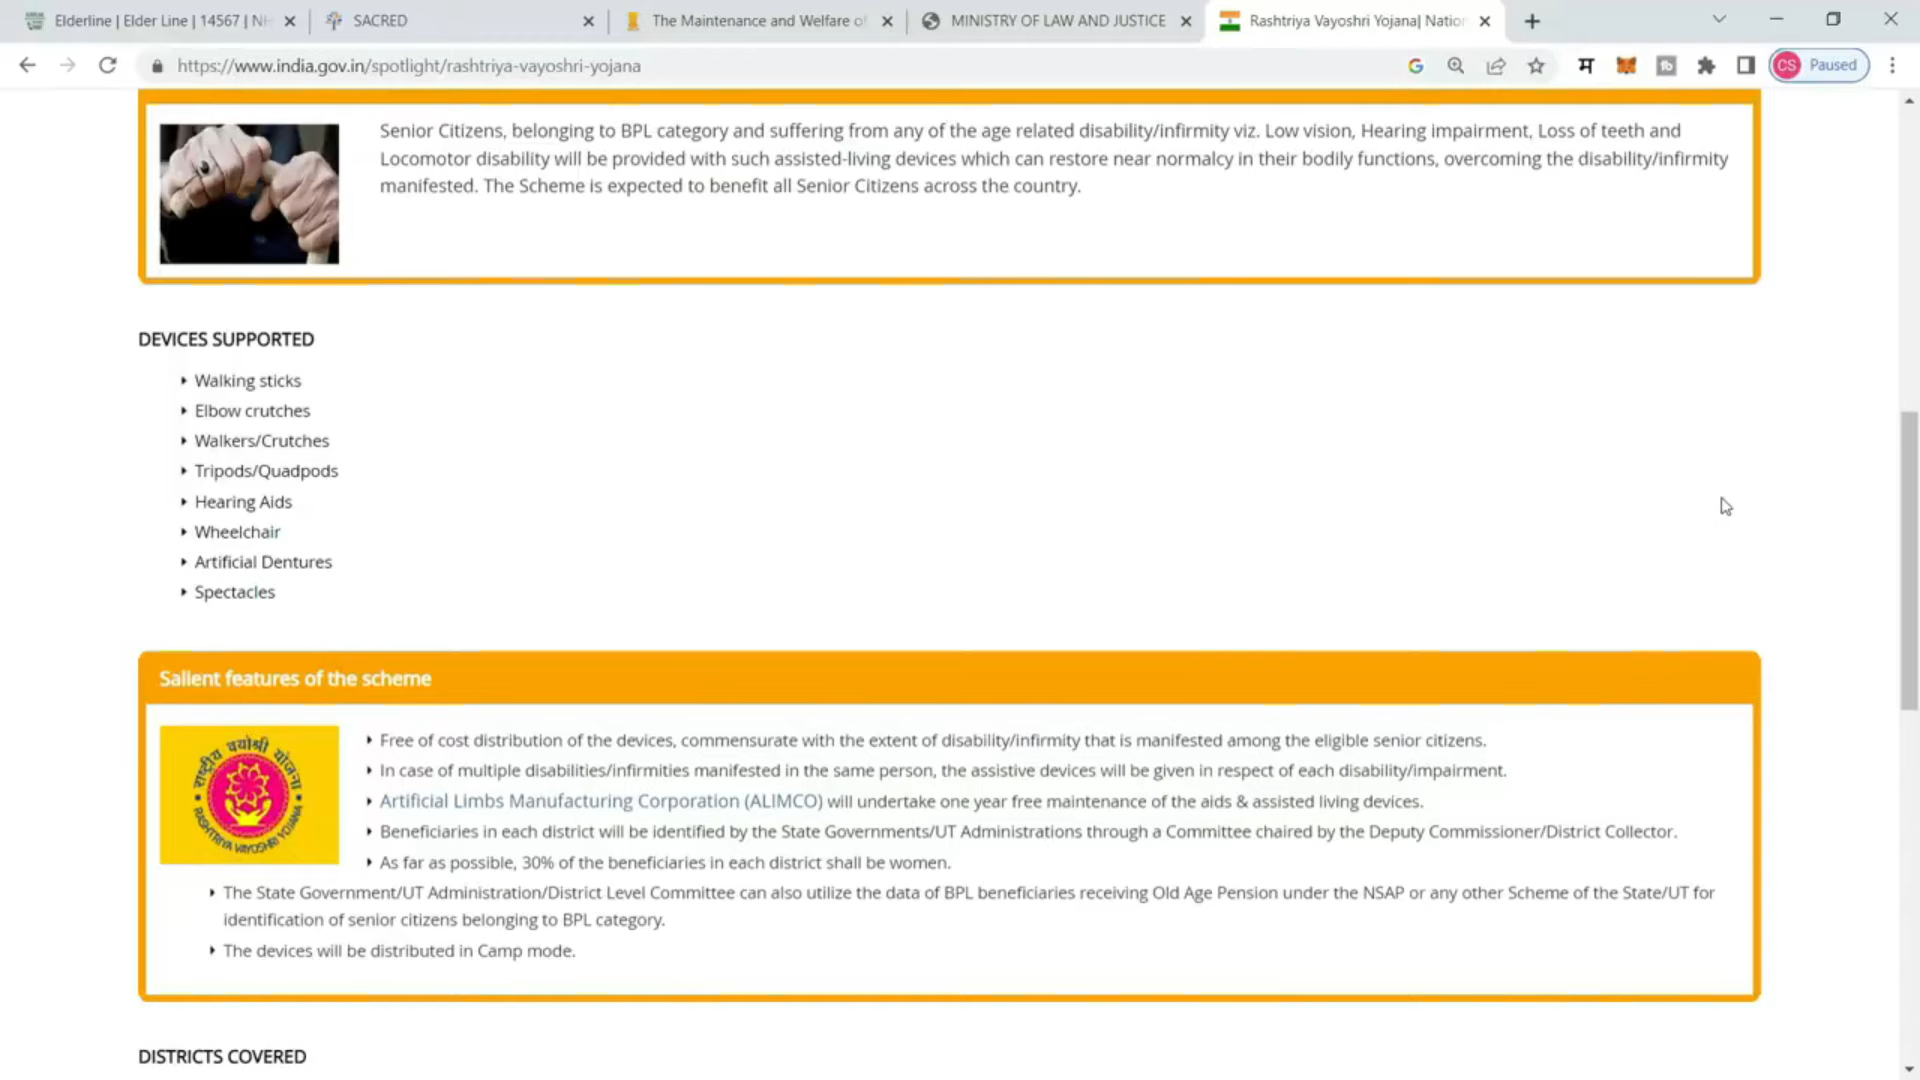 Elderline | Elder Line | 14567 | N
SACRED
The Maintenance and Welfare o
MINISTRY OF LAW AND JUSTICE
Rashtriya Vayoshri Yojana| Natio
https://www.india.gov.in/spotlight/rashtriya-vayoshri-yojana
CS Paused
Senior Citizens, belonging to BPL category and suffering from any of the age related disability/infirmity viz. Low vision, Hearing impairment, Loss of teeth and
Locomotor disability will be provided with such assisted-living devices which can restore near normalcy in their bodily functions, overcoming the disability/infirmity
manifested. The Scheme is expected to benefit all Senior Citizens across the country.
DEVICES SUPPORTED
Walking sticks
Elbow crutches
Walkers/Crutches
Tripods/Quadpods
Hearing Aids
Wheelchair
Artificial Dentures
Spectacles
Salient features of the scheme
राष्ट्रीय वयोश्री योजना
RASHTRIYA VAYOSHRI YOJANA
Free of cost distribution of the devices, commensurate with the extent of disability/infirmity that is manifested among the eligible senior citizens.
In case of multiple disabilities/infirmities manifested in the same person, the assistive devices will be given in respect of each disability/impairment.
Artificial Limbs Manufacturing Corporation (ALIMCO) will undertake one year free maintenance of the aids & assisted living devices.
Beneficiaries in each district will be identified by the State Governments/UT Administrations through a Committee chaired by the Deputy Commissioner/District Collector.
As far as possible, 30% of the beneficiaries in each district shall be women.
The State Government/UT Administration/District Level Committee can also utilize the data of BPL beneficiaries receiving Old Age Pension under the NSAP or any other Scheme of the State/UT for
identification of senior citizens belonging to BPL category.
The devices will be distributed in Camp mode.
DISTRICTS COVERED